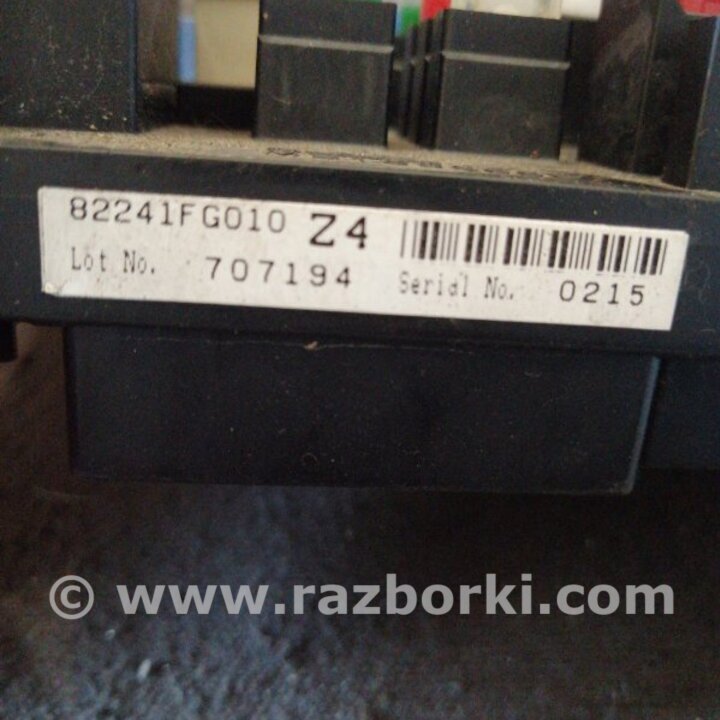 82241FG010 Z4
Lot No. 707194 Serial No. 0215
© www.razborki.com